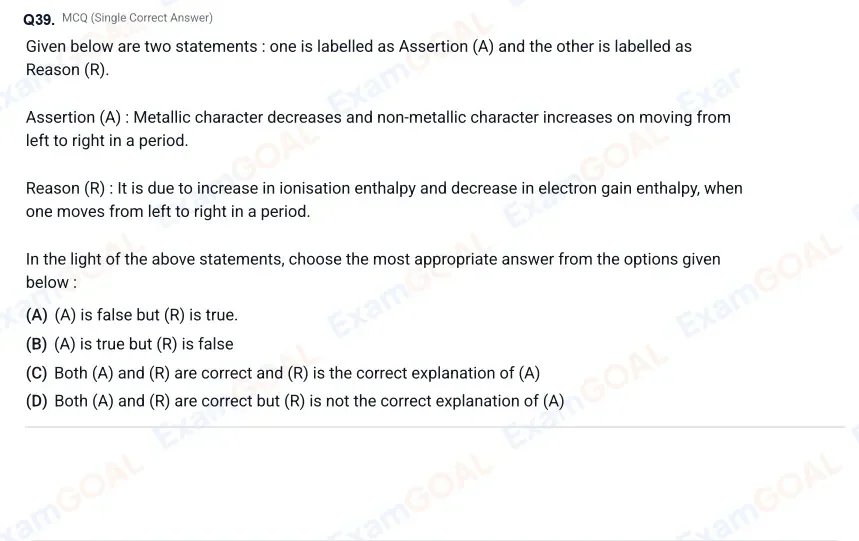 Q39. MCQ (Single Correct Answer)
Given below are two statements : one is labelled as Assertion (A) and the other is labelled as
Reason (R).
Assertion (A) : Metallic character decreases and non-metallic character increases on moving from
left to right in a period.
Reason (R) : It is due to increase in ionisation enthalpy and decrease in electron gain enthalpy, when
one moves from left to right in a period.
In the light of the above statements, choose the most appropriate answer from the options given
below :
(A) (A) is false but (R) is true.
(B) (A) is true but (R) is false
(C) Both (A) and (R) are correct and (R) is the correct explanation of (A)
(D) Both (A) and (R) are correct but (R) is not the correct explanation of (A)
ExamGOAL